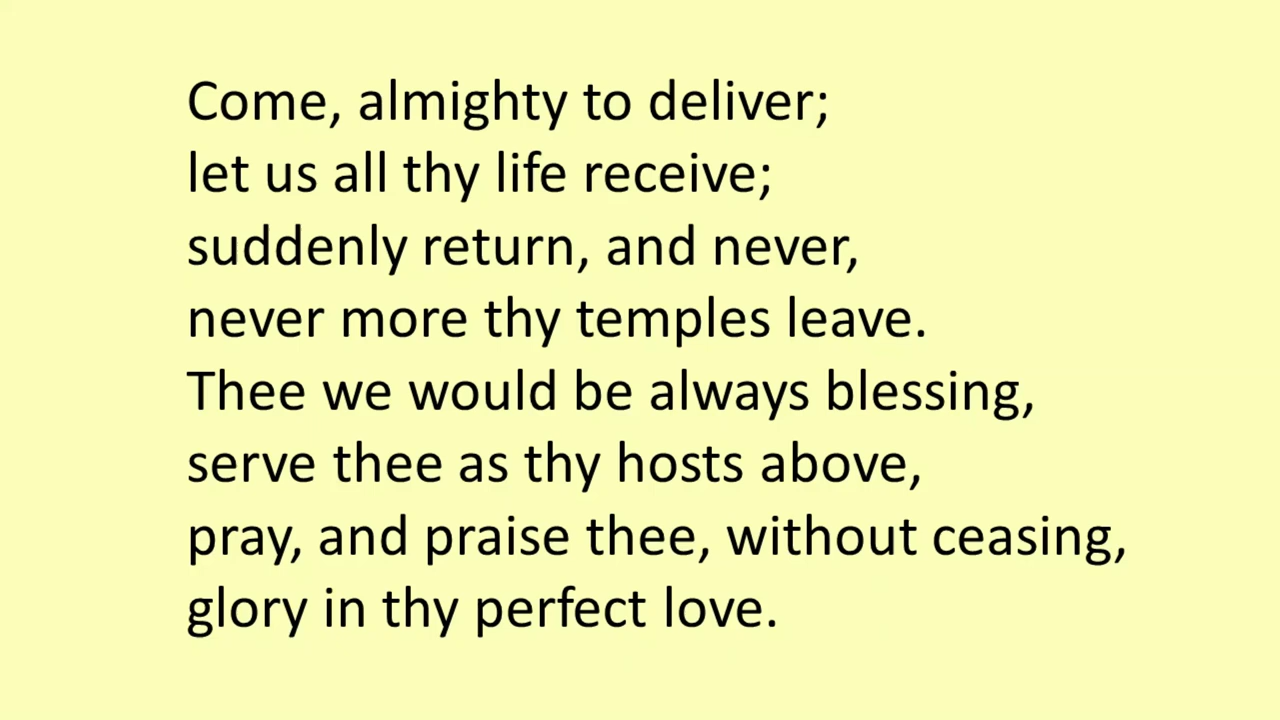 Come, almighty to deliver;
let us all thy life receive;
suddenly return, and never,
never more thy temples leave.
Thee we would be always blessing,
serve thee as thy hosts above,
pray, and praise thee, without ceasing,
glory in thy perfect love.